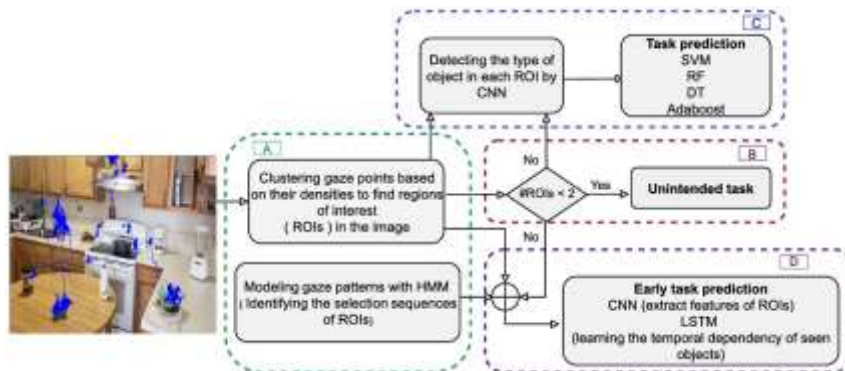 C
Detecting the type of
object in each ROI by
CNN
Task prediction
SVM
RF
DT
Adaboost
A
Clustering gaze points based
on their densities to find regions
of interest
( ROIs ) in the image
No
#ROIs < 2
Yes
B
Unintended task
No
Modeling gaze patterns with HMM
( Identifying the selection sequences
of ROIs)
D
Early task prediction
CNN (extract features of ROIs)
LSTM
(learning the temporal dependency of seen
objects)